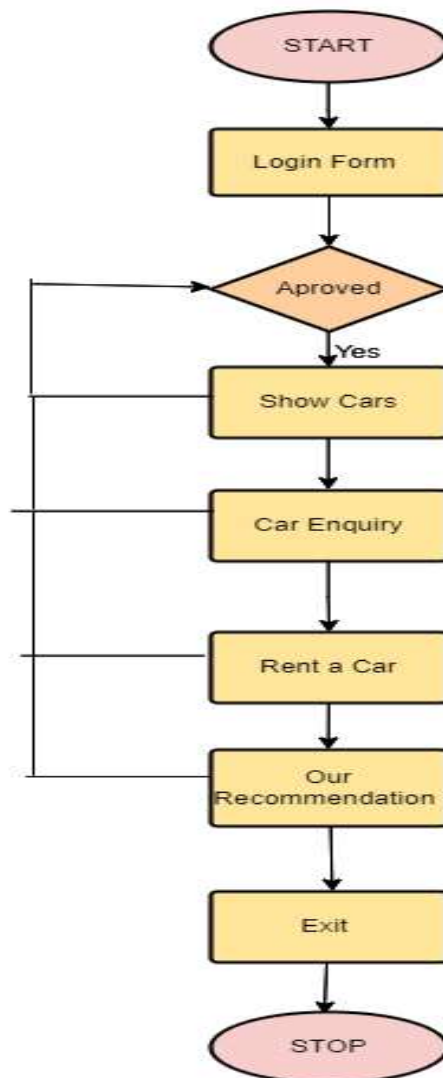 START
Login Form
Aproved
Yes
Show Cars
Car Enquiry
Rent a Car
Our
Recommendation
Exit
STOP